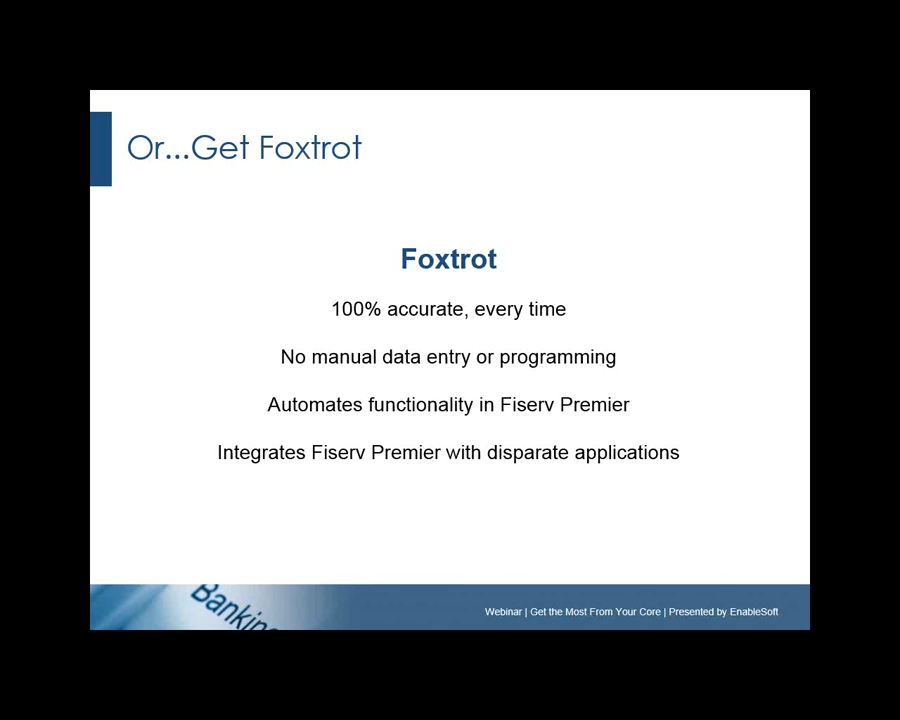 Or...Get Foxtrot
Foxtrot
100% accurate, every time
No manual data entry or programming
Automates functionality in Fiserv Premier
Integrates Fiserv Premier with disparate applications
Banking
Webinar | Get the Most From Your Core | Presented by EnableSoft